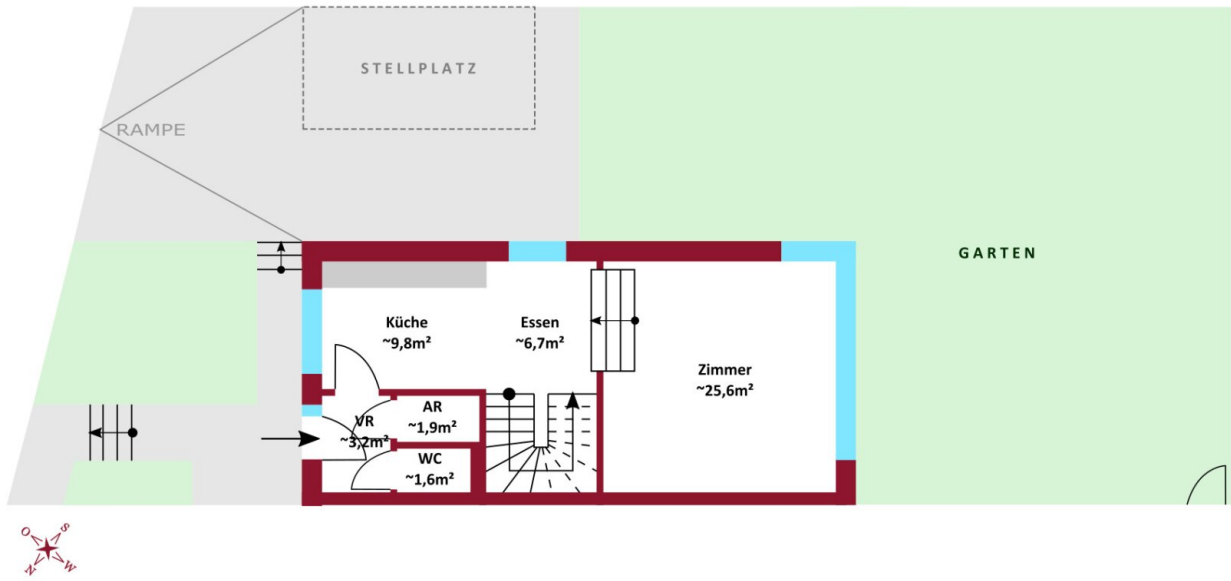 STELLPLATZ
RAMPE
GARTEN
Küche
~9,8m²
Essen
~6,7m²
Zimmer
~25,6m²
VR
~3,2m²
AR
~1,9m²
WC
~1,6m²
O
S
N
W